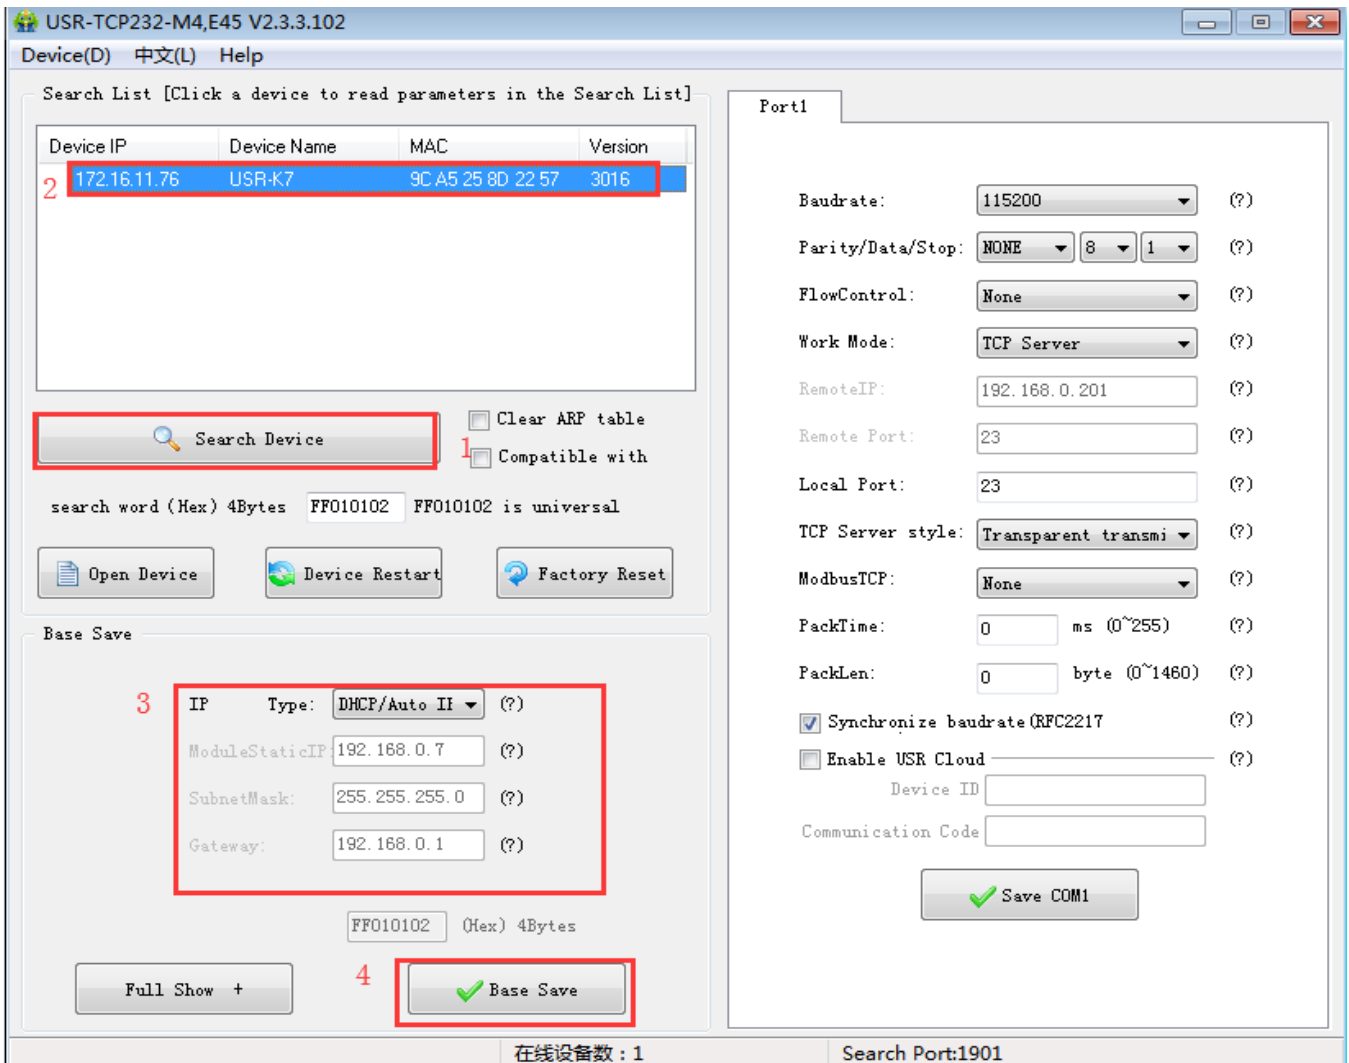 USR-TCP232-M4,E45 V2.3.3.102
Device(D) 中文(L) Help
Search List [Click a device to read parameters in the Search List]
Device IP Device Name MAC Version
2 172.16.11.76 USR-K7 9C A5 25 8D 22 57 3016
Search Device
1
Clear ARP table
Compatible with
search word(Hex) 4Bytes FF010102 FF010102 is universal
Open Device Device Restart Factory Reset
Base Save
3
IP Type: DHCP/Auto II (?)
ModuleStaticIP: 192.168.0.7 (?)
SubnetMask: 255.255.255.0 (?)
Gateway: 192.168.0.1 (?)
FF010102 (Hex) 4Bytes
Full Show +
4
Base Save
Port1
Baudrate: 115200 (?)
Parity/Data/Stop: NONE 8 1 (?)
FlowControl: None (?)
Work Mode: TCP Server (?)
RemoteIP: 192.168.0.201 (?)
Remote Port: 23 (?)
Local Port: 23 (?)
TCP Server style: Transparent transmi (?)
ModbusTCP: None (?)
PackTime: 0 ms (0~255) (?)
PackLen: 0 byte (0~1460) (?)
Synchronize baudrate(RFC2217 (?)
Enable USR Cloud (?)
Device ID
Communication Code
Save COM1
在线设备数：1 Search Port:1901